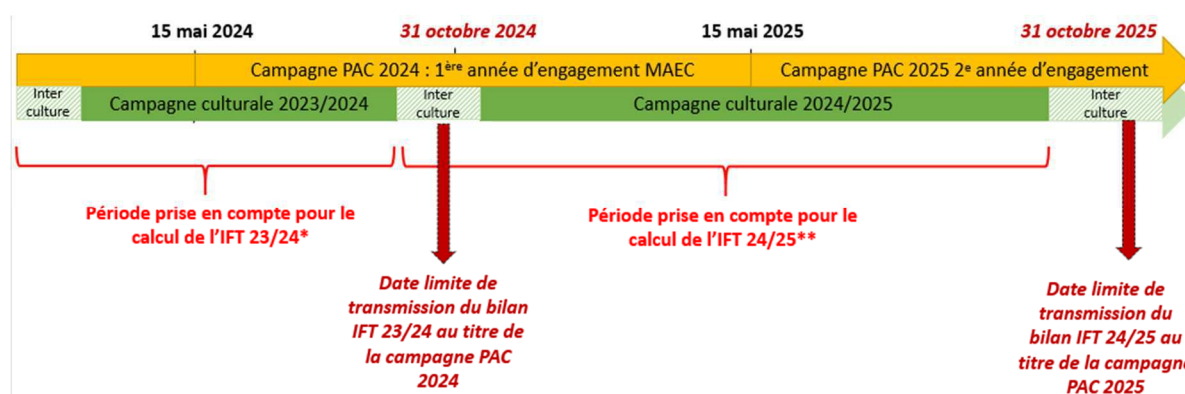 15 mai 2024
31 octobre 2024
15 mai 2025
31 octobre 2025
Campagne PAC 2024 : 1ère année d’engagement MAEC
Campagne PAC 2025 2e année d’engagement
Inter
culture
Campagne culturale 2023/2024
Inter
culture
Campagne culturale 2024/2025
Inter
culture
Période prise en compte pour le
calcul de l’IFT 23/24*
Période prise en compte pour le
calcul de l’IFT 24/25**
Date limite de
transmission du bilan
IFT 23/24 au titre de
la campagne PAC
2024
Date limite de
transmission du
bilan IFT 24/25 au
titre de la campagne
PAC 2025